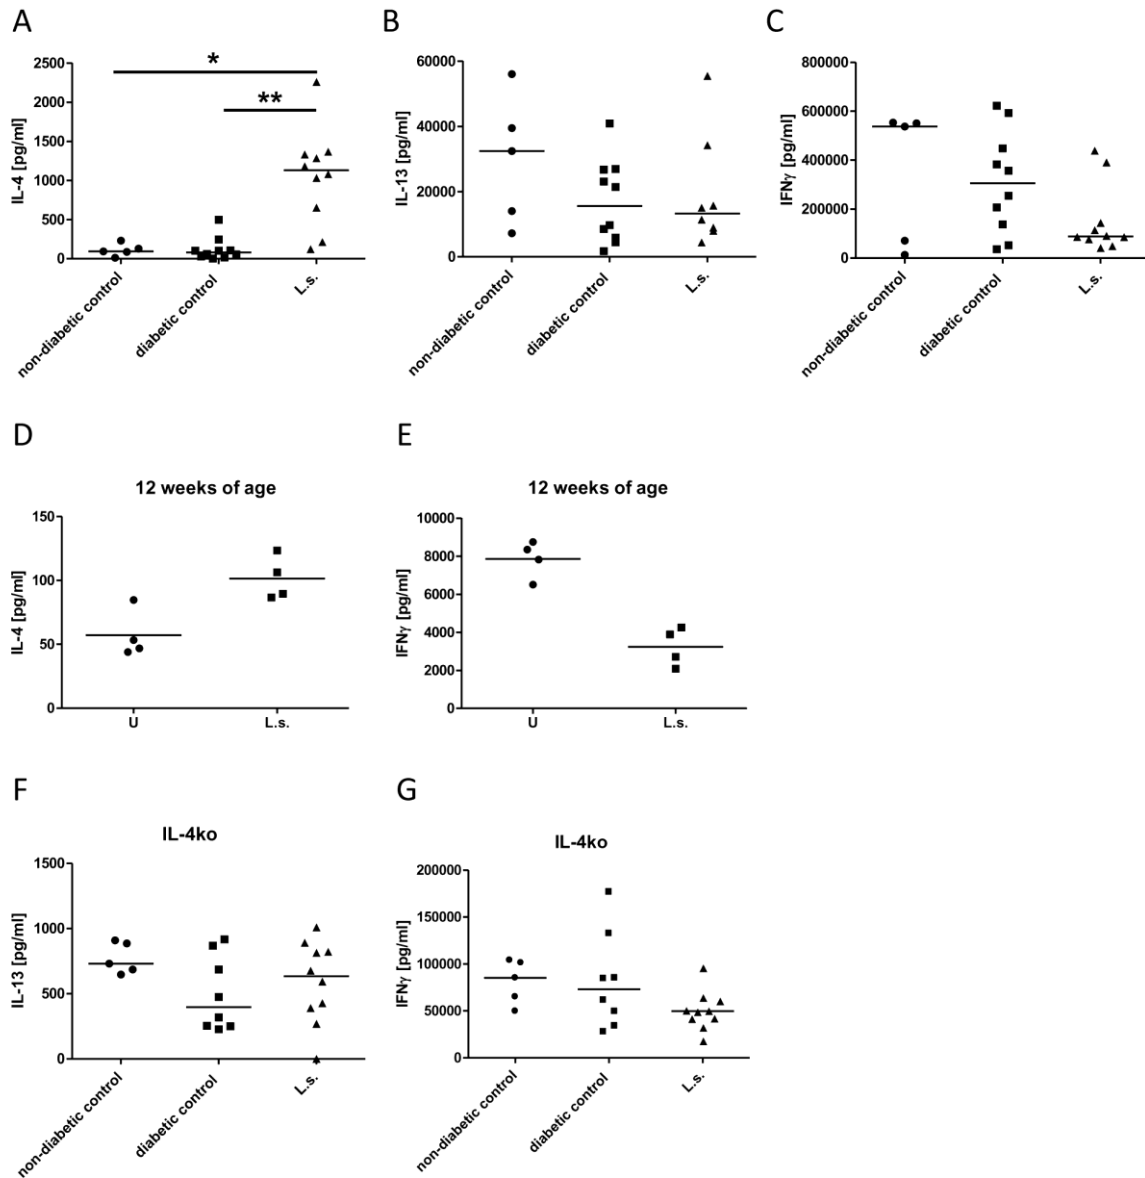 A
2500
2000
1500
1000
500
0
IL-4 [pg/ml]
*
**
non-diabetic control
diabetic control
L.s.
B
60000
40000
20000
0
IL-13 [pg/ml]
non-diabetic control
diabetic control
L.s.
C
800000
600000
400000
200000
0
IFNγ [pg/ml]
non-diabetic control
diabetic control
L.s.
D
12 weeks of age
150
100
50
0
IL-4 [pg/ml]
U
L.s.
E
12 weeks of age
10000
8000
6000
4000
2000
0
IFNγ [pg/ml]
U
L.s.
F
IL-4ko
1500
1000
500
0
IL-13 [pg/ml]
non-diabetic control
diabetic control
L.s.
G
IL-4ko
200000
150000
100000
50000
0
IFNγ [pg/ml]
non-diabetic control
diabetic control
L.s.